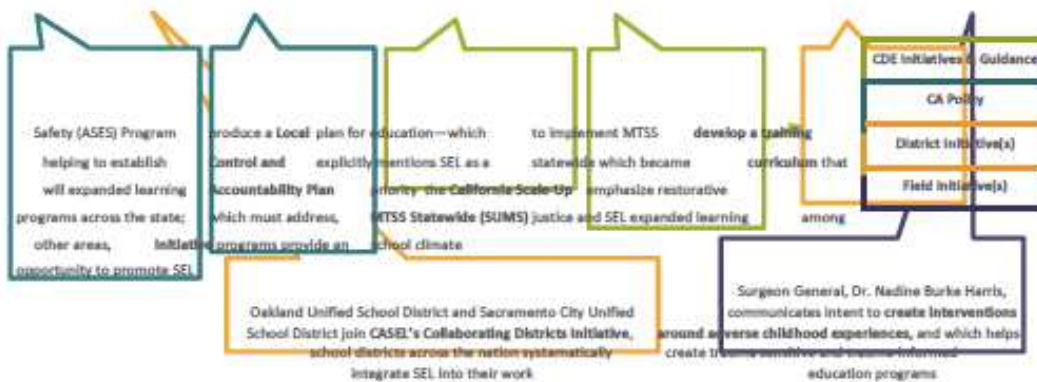 CDE Initiatives & Guidance
CA Policy
District Initiative(s)
Field Initiative(s)
Safety (ASES) Program produce a Local plan for education—which to implement MTSS develop a training
helping to establish Control and explicitly mentions SEL as a statewide which became curriculum that
will expanded learning Accountability Plan priority the California Scale-Up emphasize restorative
programs across the state; which must address, MTSS Statewide (SUMS) justice and SEL expanded learning among
other areas, Initiative programs provide an school climate
opportunity to promote SEL
Oakland Unified School District and Sacramento City Unified
School District join CASEL's Collaborating Districts Initiative,
school districts across the nation systematically
integrate SEL into their work
Surgeon General, Dr. Nadine Burke Harris,
communicates intent to create interventions
around adverse childhood experiences, and which helps
create trauma-sensitive and trauma-informed
education programs